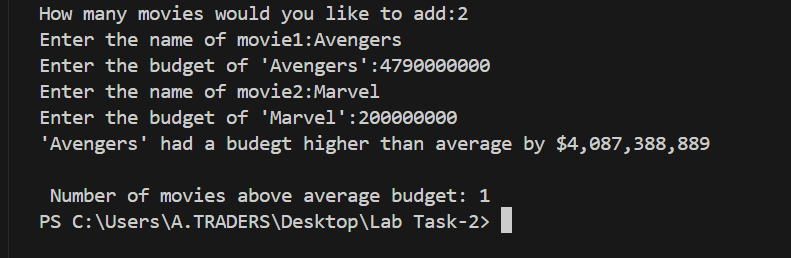 How many movies would you like to add:2
Enter the name of movie1:Avengers
Enter the budget of 'Avengers':4790000000
Enter the name of movie2:Marvel
Enter the budget of 'Marvel':200000000
'Avengers' had a budegt higher than average by $4,087,388,889
Number of movies above average budget: 1
PS C:\Users\A.TRADERS\Desktop\Lab Task-2>